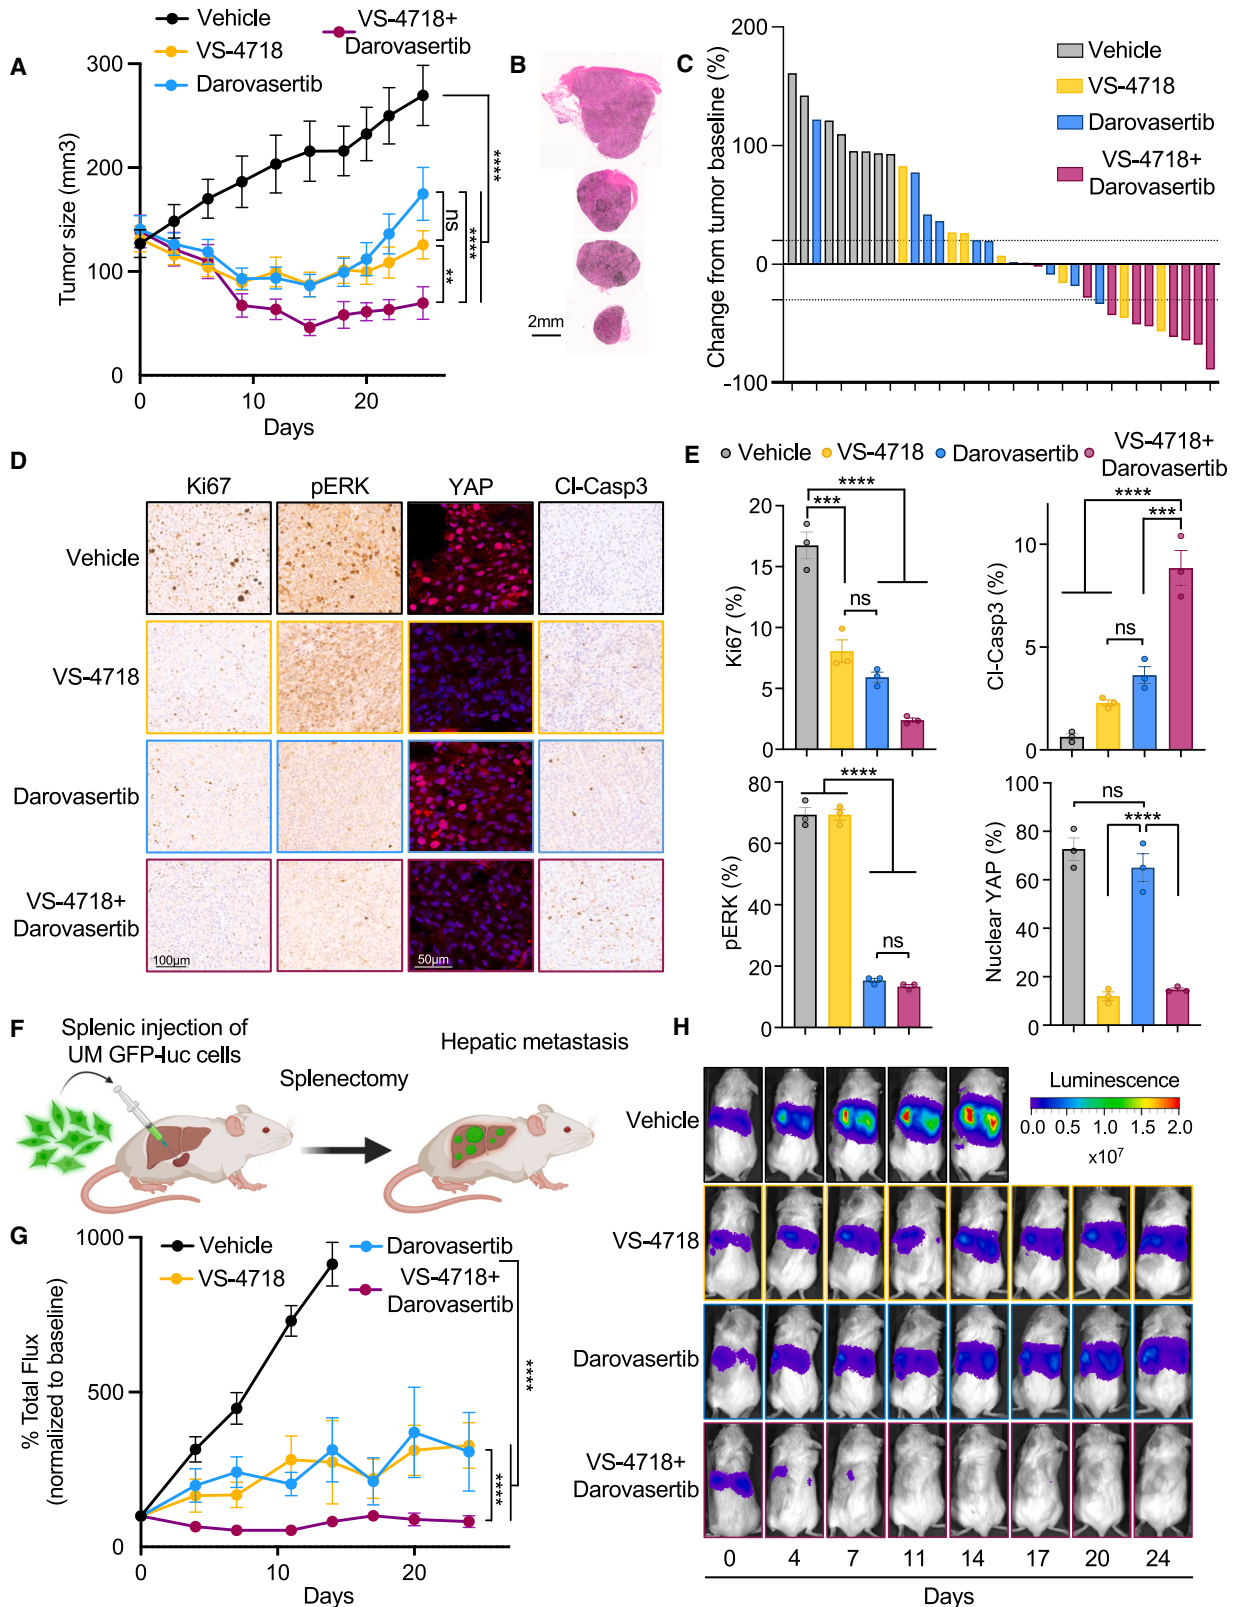 A
Vehicle
VS-4718
Darovasertib
VS-4718+
Darovasertib
Tumor size (mm3)
300
200
100
0
0
10
20
Days
****
ns
**
****
****
B
2mm
C
Change from tumor baseline (%)
200
100
0
-100
Vehicle
VS-4718
Darovasertib
VS-4718+
Darovasertib
D
Ki67
pERK
YAP
Cl-Casp3
Vehicle
VS-4718
Darovasertib
VS-4718+
Darovasertib
100µm
50µm
E
Vehicle
VS-4718
Darovasertib
VS-4718+
Darovasertib
Ki67 (%)
20
15
10
5
0
****
***
ns
Cl-Casp3 (%)
10
5
0
****
***
ns
pERK (%)
80
60
40
20
0
****
ns
Nuclear YAP (%)
100
80
60
40
20
0
ns
****
F
Splenic injection of
UM GFP-luc cells
Splenectomy
Hepatic metastasis
G
Vehicle
VS-4718
Darovasertib
VS-4718+
Darovasertib
% Total Flux
(normalized to baseline)
1000
500
0
0
10
20
Days
****
****
H
Vehicle
VS-4718
Darovasertib
VS-4718+
Darovasertib
Luminescence
0.0 0.5 1.0 1.5 2.0
x10⁷
0 4 7 11 14 17 20 24
Days